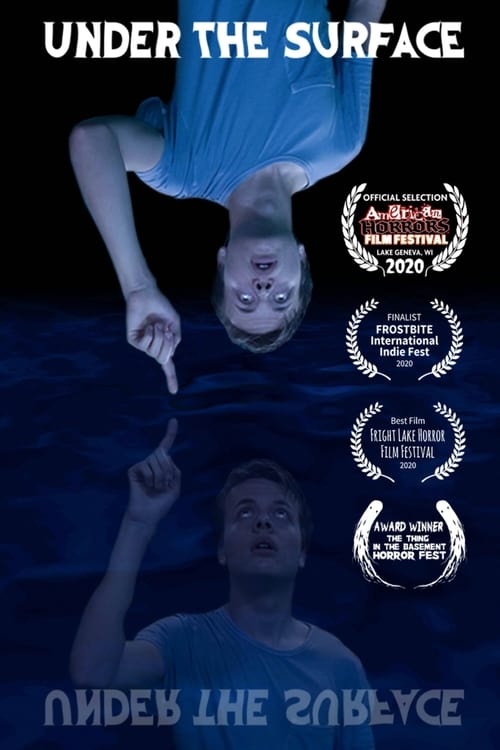 UNDER THE SURFACE
OFFICIAL SELECTION
American
HORRORS
FILM FESTIVAL
LAKE GENEVA, WI
2020
FINALIST
FROSTBITE
International
Indie Fest
2020
Best Film
FRIGHT LAKE HORROR
FILM FESTIVAL
2020
AWARD WINNER
THE THING
IN THE BASEMENT
HORROR FEST
UNDER THE SURFACE